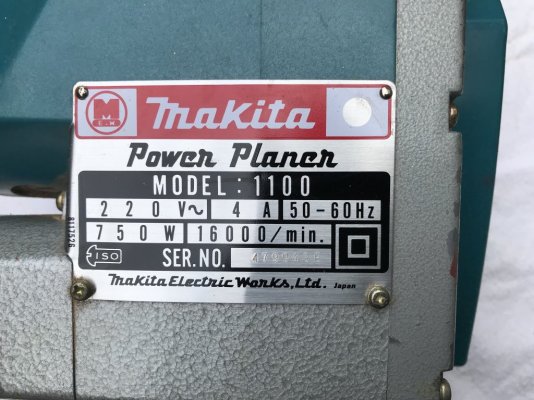 M
E.W
makita
Power Planer
MODEL: 1100
220V~ 4A 50-60Hz
750W 16000/min.
ISO SER.NO.
Makita Electric Works, Ltd. Japan
811752B